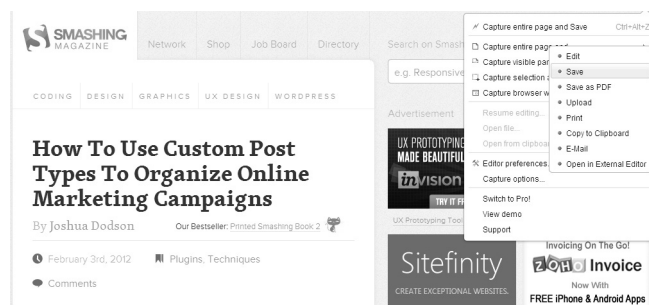 SMASHING
MAGAZINE
Network Shop Job Board Directory
CODING DESIGN GRAPHICS UX DESIGN WORDPRESS
How To Use Custom Post
Types To Organize Online
Marketing Campaigns
By Joshua Dodson
Our Bestseller: Printed Smashing Book 2
February 3rd, 2012 Plugins, Techniques
Comments
Search on Smash
e.g. Responsive
Advertisement
UX PROTOTYPING
MADE BEAUTIFUL
invision
TRY IT
UX Prototyping Tool
Sitefinity
CREATE EXCEPTIONAL WEBSITES.
Capture entire page and Save Ctrl+Alt+Z
Capture entire page and
Capture visible par
Capture selection
Capture browser w
Resume editing...
Open file...
Open from clipboar
Editor preferences.
Capture options...
Switch to Pro!
View demo
Support
Edit
Save
Save as PDF
Upload
Print
Copy to Clipboard
E-Mail
Open in External Editor
Invoicing On The Go!
ZOHO Invoice
Now With
FREE iPhone & Android Apps